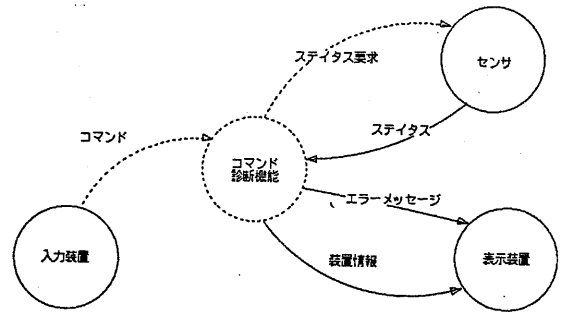 ステイタス要求
センサ
コマンド
ステイタス
コマンド
診断機能
エラーメッセージ
入力装置
装置情報
表示装置